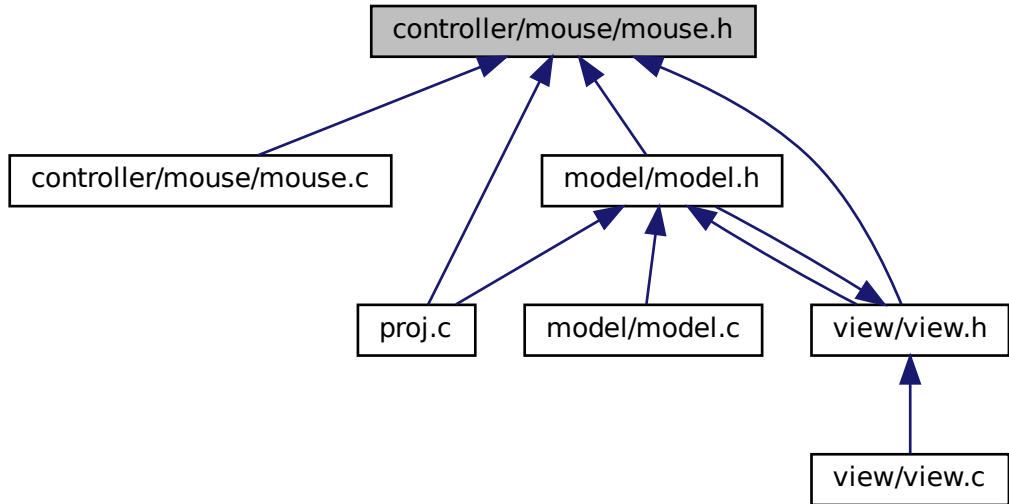 controller/mouse/mouse.h
controller/mouse/mouse.c
model/model.h
proj.c
model/model.c
view/view.h
view/view.c